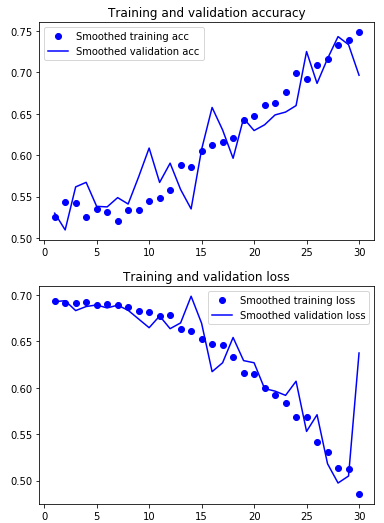 Training and validation accuracy
Smoothed training acc
Smoothed validation acc
0.75
0.70
0.65
0.60
0.55
0.50
0 5 10 15 20 25 30
Training and validation loss
Smoothed training loss
Smoothed validation loss
0.70
0.65
0.60
0.55
0.50
0 5 10 15 20 25 30